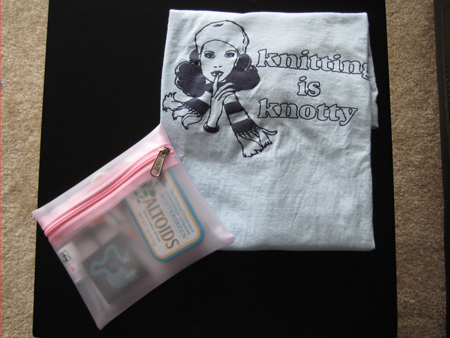 knitting
is
knotty
ALTOIDS